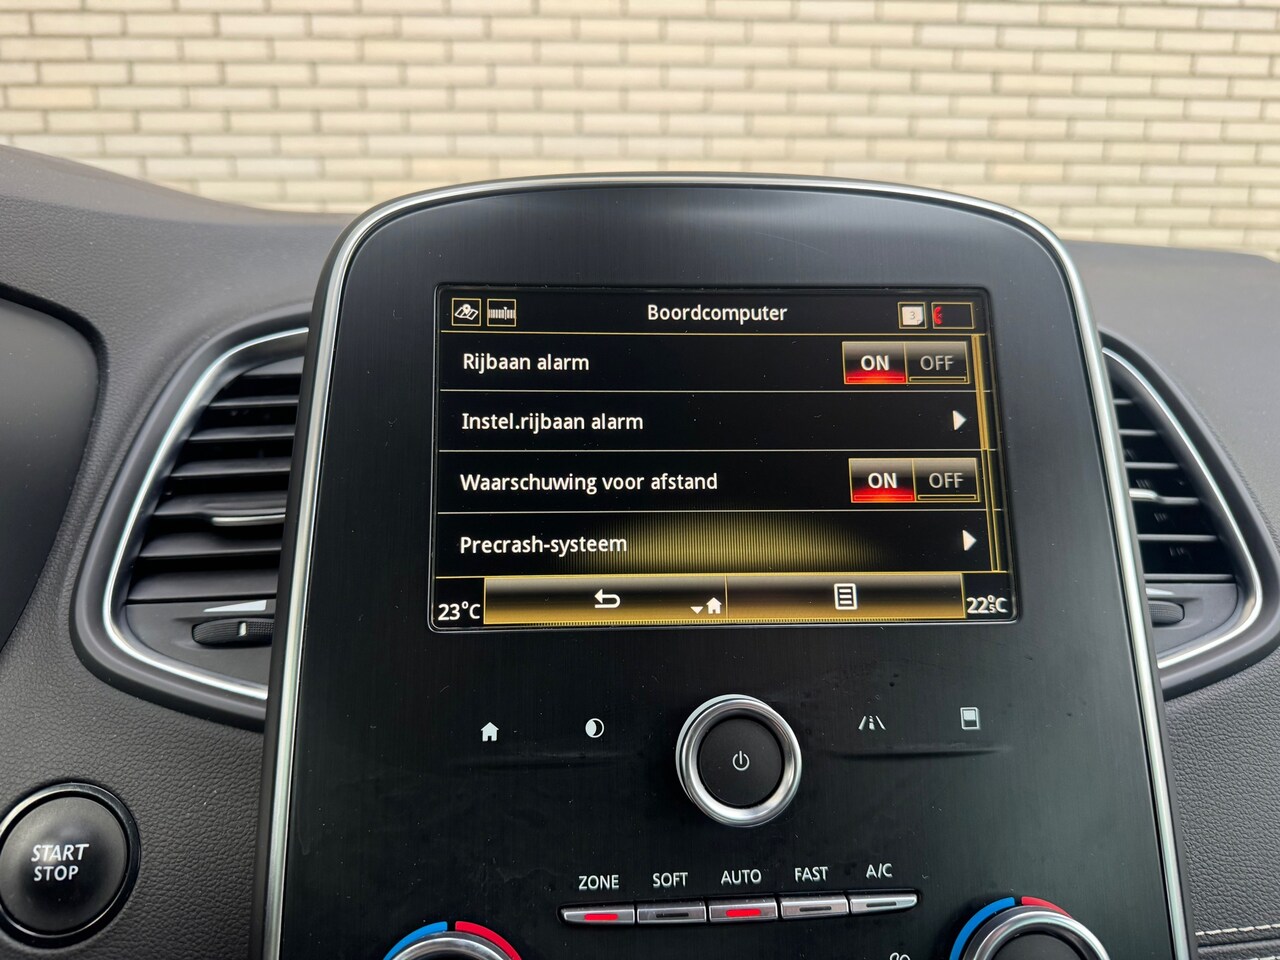 3
Boordcomputer
Rijbaan alarm
ON OFF
Instel.rijbaan alarm
Waarschuwing voor afstand
ON OFF
Precrash-systeem
23°C
22°C
START
STOP
ZONE SOFT AUTO FAST A/C